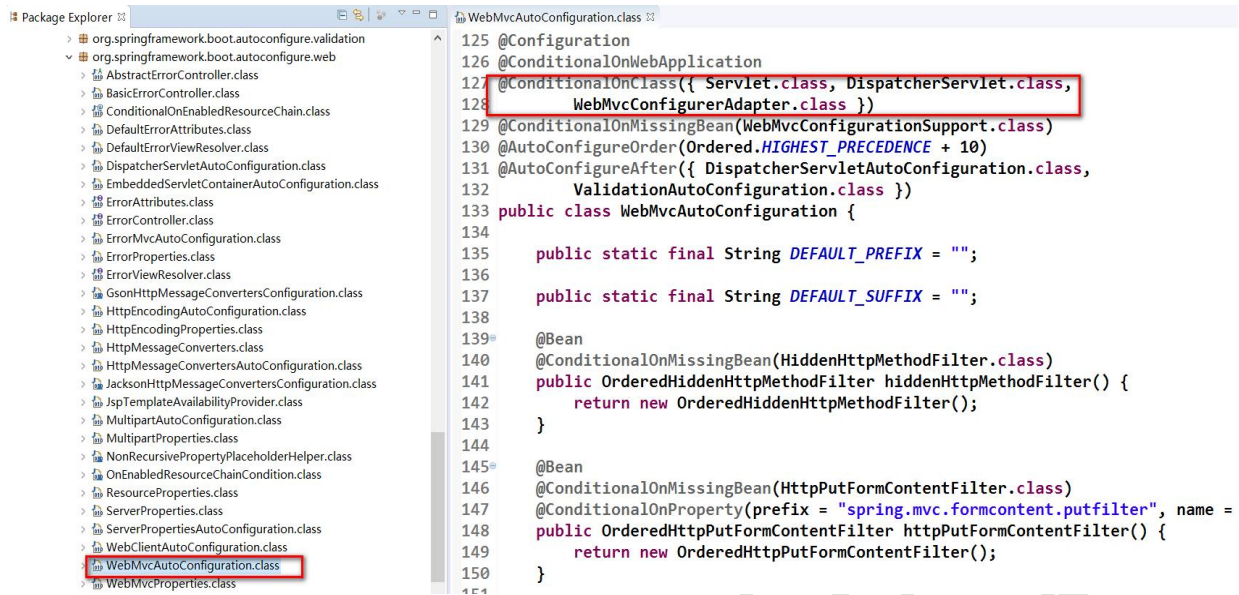 Package Explorer
org.springframework.boot.autoconfigure.validation
org.springframework.boot.autoconfigure.web
AbstractErrorController.class
BasicErrorController.class
ConditionalOnEnabledResourceChain.class
DefaultErrorAttributes.class
DefaultErrorViewResolver.class
DispatcherServletAutoConfiguration.class
EmbeddedServletContainerAutoConfiguration.class
ErrorAttributes.class
ErrorController.class
ErrorMvcAutoConfiguration.class
ErrorProperties.class
ErrorViewResolver.class
GsonHttpMessageConvertersConfiguration.class
HttpEncodingAutoConfiguration.class
HttpEncodingProperties.class
HttpMessageConverters.class
HttpMessageConvertersAutoConfiguration.class
JacksonHttpMessageConvertersConfiguration.class
JspTemplateAvailabilityProvider.class
MultipartAutoConfiguration.class
MultipartProperties.class
NonRecursivePropertyPlaceholderHelper.class
OnEnabledResourceChainCondition.class
ResourceProperties.class
ServerProperties.class
ServerPropertiesAutoConfiguration.class
WebClientAutoConfiguration.class
WebMvcAutoConfiguration.class
WebMvcProperties.class
WebMvcAutoConfiguration.class
125 @Configuration
126 @ConditionalOnWebApplication
127 @ConditionalOnClass({ Servlet.class, DispatcherServlet.class,
128 WebMvcConfigurerAdapter.class })
129 @ConditionalOnMissingBean(WebMvcConfigurationSupport.class)
130 @AutoConfigureOrder(Ordered.HIGHEST_PRECEDENCE + 10)
131 @AutoConfigureAfter({ DispatcherServletAutoConfiguration.class,
132 ValidationAutoConfiguration.class })
133 public class WebMvcAutoConfiguration {
134
135 public static final String DEFAULT_PREFIX = "";
136
137 public static final String DEFAULT_SUFFIX = "";
138
139 @Bean
140 @ConditionalOnMissingBean(HiddenHttpMethodFilter.class)
141 public OrderedHiddenHttpMethodFilter hiddenHttpMethodFilter() {
142 return new OrderedHiddenHttpMethodFilter();
143 }
144
145 @Bean
146 @ConditionalOnMissingBean(HttpPutFormContentFilter.class)
147 @ConditionalOnProperty(prefix = "spring.mvc.formcontent.putfilter", name =
148 public OrderedHttpPutFormContentFilter httpPutFormContentFilter() {
149 return new OrderedHttpPutFormContentFilter();
150 }
151